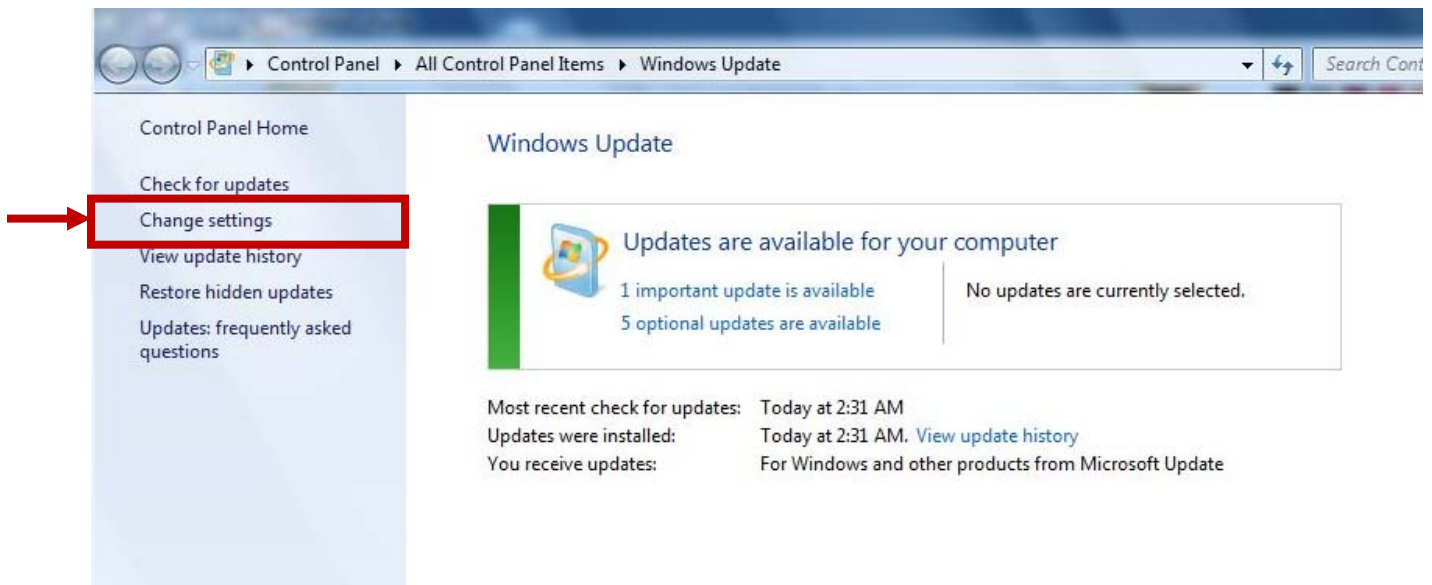 Control Panel ▸ All Control Panel Items ▸ Windows Update
Search Cont
Control Panel Home
Check for updates
Change settings
View update history
Restore hidden updates
Updates: frequently asked
questions
Windows Update
Updates are available for your computer
1 important update is available
5 optional updates are available
No updates are currently selected.
Most recent check for updates: Today at 2:31 AM
Updates were installed: Today at 2:31 AM. View update history
You receive updates: For Windows and other products from Microsoft Update